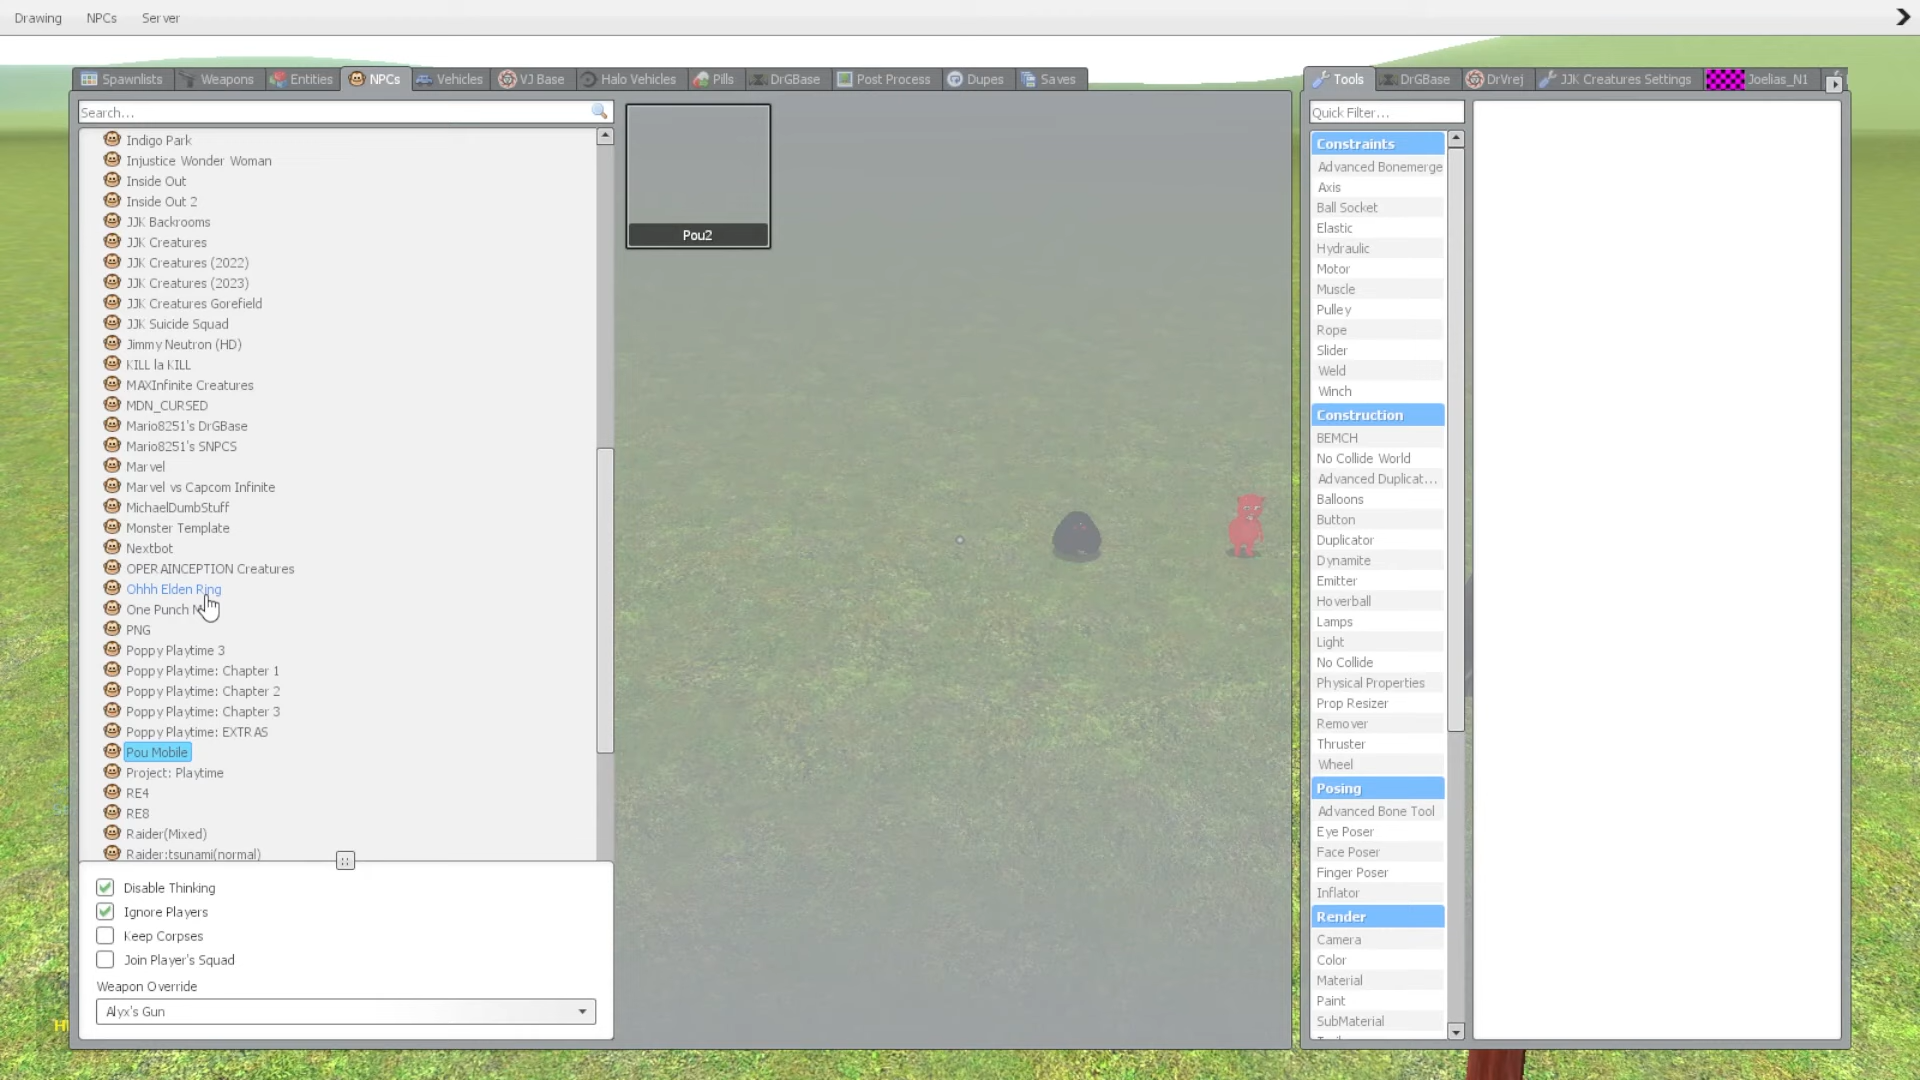 Drawing NPCs Server
Spawnlists Weapons Entities NPCs Vehicles VJ Base Halo Vehicles Pills DrGBase Post Process Dupes Saves
Tools DrGBase DrVrej JJK Creatures Settings Joelias_N1
Search...
Indigo Park
Injustice Wonder Woman
Inside Out
Inside Out 2
JJK Backrooms
JJK Creatures
JJK Creatures (2022)
JJK Creatures (2023)
JJK Creatures Gorefield
JJK Suicide Squad
Jimmy Neutron (HD)
KILL la KILL
MAXInfinite Creatures
MDN_CURSED
Mario8251's DrGBase
Mario8251's SNPCS
Marvel
Marvel vs Capcom Infinite
MichaelDumbStuff
Monster Template
Nextbot
OPERAINCEPTION Creatures
Ohhh Elden Ring
One Punch
PNG
Poppy Playtime 3
Poppy Playtime: Chapter 1
Poppy Playtime: Chapter 2
Poppy Playtime: Chapter 3
Poppy Playtime: EXTRAS
Pou Mobile
Project: Playtime
RE4
RE8
Raider(Mixed)
Raider:tsunami(normal)
Disable Thinking
Ignore Players
Keep Corpses
Join Player's Squad
Weapon Override
Alyx's Gun
Pou2
Quick Filter...
Constraints
Advanced Bonemerge
Axis
Ball Socket
Elastic
Hydraulic
Motor
Muscle
Pulley
Rope
Slider
Weld
Winch
Construction
BEMCH
No Collide World
Advanced Duplicat...
Balloons
Button
Duplicator
Dynamite
Emitter
Hoverball
Lamps
Light
No Collide
Physical Properties
Prop Resizer
Remover
Thruster
Wheel
Posing
Advanced Bone Tool
Eye Poser
Face Poser
Finger Poser
Inflator
Render
Camera
Color
Material
Paint
SubMaterial